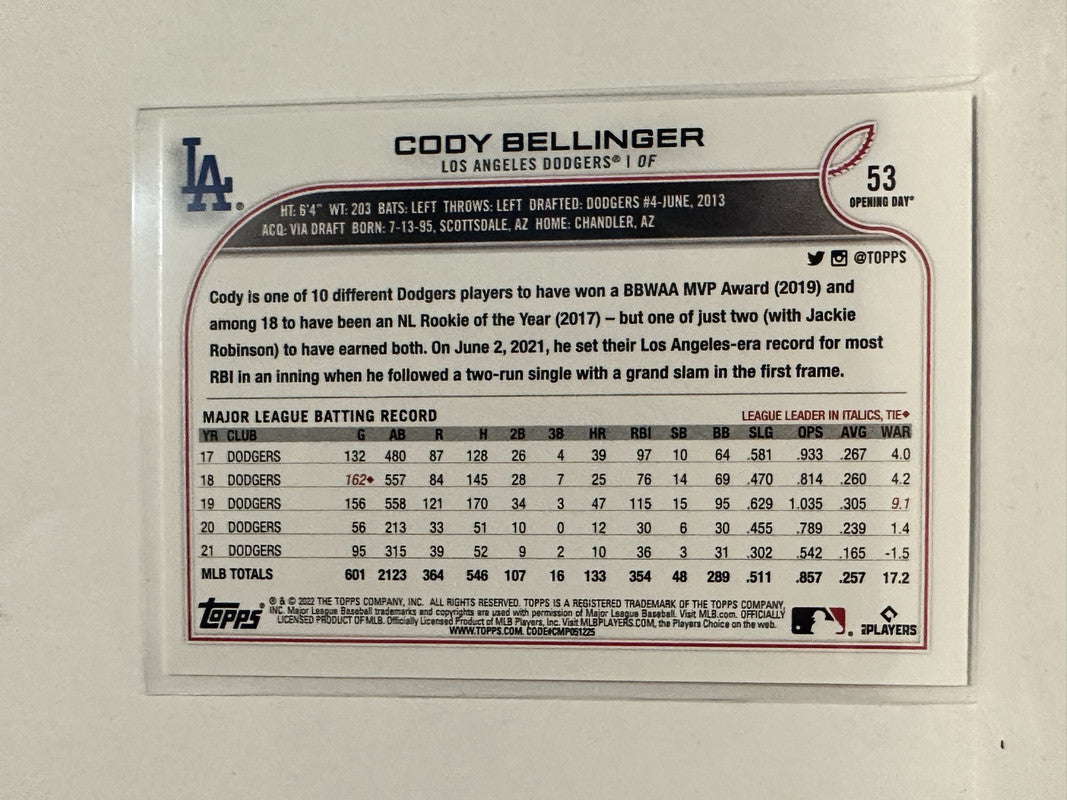 LA®
CODY BELLINGER
LOS ANGELES DODGERS® | OF
53
OPENING DAY®
HT: 6'4" WT: 203 BATS: LEFT THROWS: LEFT DRAFTED: DODGERS #4-JUNE, 2013
ACQ: VIA DRAFT BORN: 7-13-95, SCOTTSDALE, AZ HOME: CHANDLER, AZ
@TOPPS
Cody is one of 10 different Dodgers players to have won a BBWAA MVP Award (2019) and
among 18 to have been an NL Rookie of the Year (2017) – but one of just two (with Jackie
Robinson) to have earned both. On June 2, 2021, he set their Los Angeles-era record for most
RBI in an inning when he followed a two-run single with a grand slam in the first frame.
MAJOR LEAGUE BATTING RECORD LEAGUE LEADER IN ITALICS, TIE♦
YR CLUB G AB R H 2B 3B HR RBI SB BB SLG OPS AVG WAR
17 DODGERS 132 480 87 128 26 4 39 97 10 64 .581 .933 .267 4.0
18 DODGERS 162♦ 557 84 145 28 7 25 76 14 69 .470 .814 .260 4.2
19 DODGERS 156 558 121 170 34 3 47 115 15 95 .629 1.035 .305 9.1
20 DODGERS 56 213 33 51 10 0 12 30 6 30 .455 .789 .239 1.4
21 DODGERS 95 315 39 52 9 2 10 36 3 31 .302 .542 .165 -1.5
MLB TOTALS 601 2123 364 546 107 16 133 354 48 289 .511 .857 .257 17.2
topps
® & © 2022 THE TOPPS COMPANY, INC. ALL RIGHTS RESERVED. TOPPS IS A REGISTERED TRADEMARK OF THE TOPPS COMPANY,
INC. Major League Baseball trademarks and copyrights are used with permission of Major League Baseball. Visit MLB.com. OFFICIALLY
LICENSED PRODUCT OF MLB. Officially Licensed Product of MLB Players, Inc. Visit MLBPLAYERS.COM, the Players Choice on the web.
WWW.TOPPS.COM. CODE#CMP051225
PLAYERS